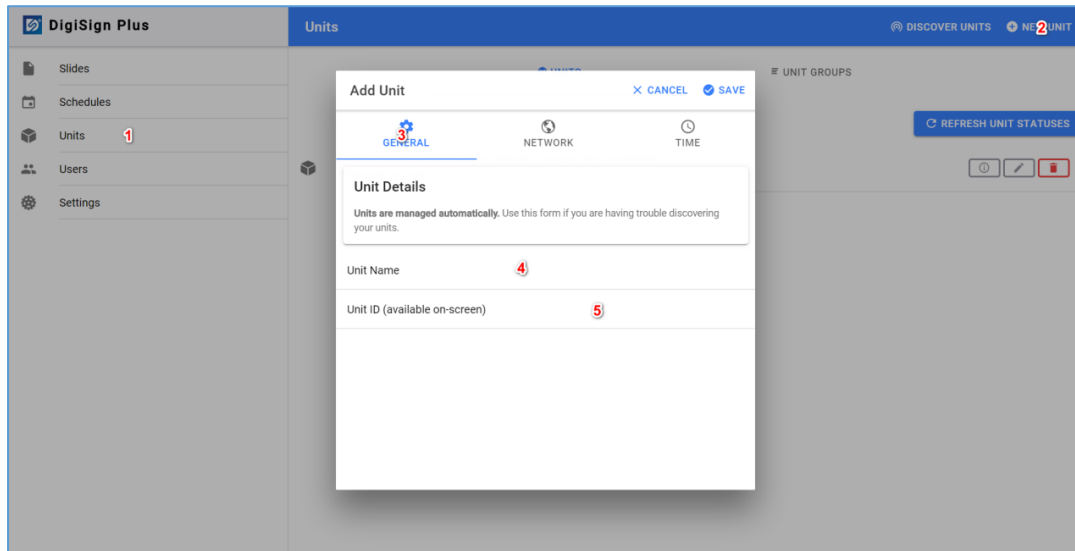 DigiSign Plus
Units
DISCOVER UNITS
NEW UNIT
2
Slides
Schedules
Units
1
Users
Settings
UNITS
UNIT GROUPS
REFRESH UNIT STATUSES
Add Unit
CANCEL
SAVE
3
GENERAL
NETWORK
TIME
Unit Details
Units are managed automatically. Use this form if you are having trouble discovering
your units.
Unit Name
4
Unit ID (available on-screen)
5